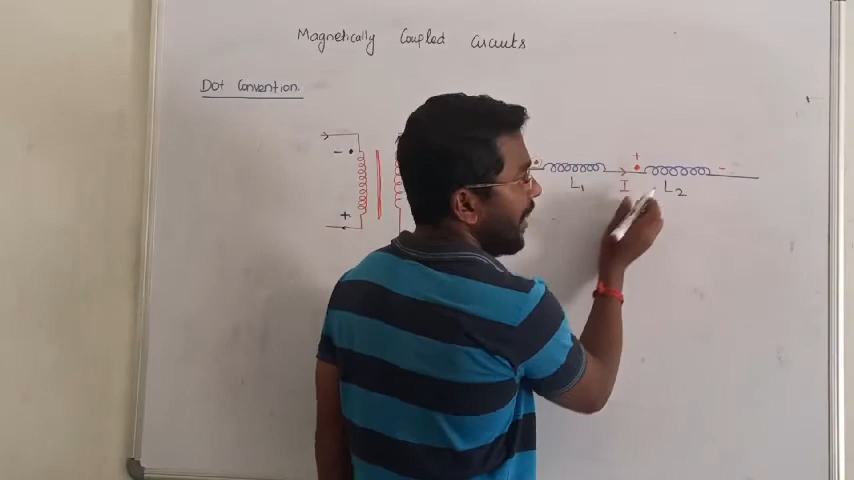 Magnetically Coupled Circuits
Dot Convention.
- +
L1 I L2
+ -